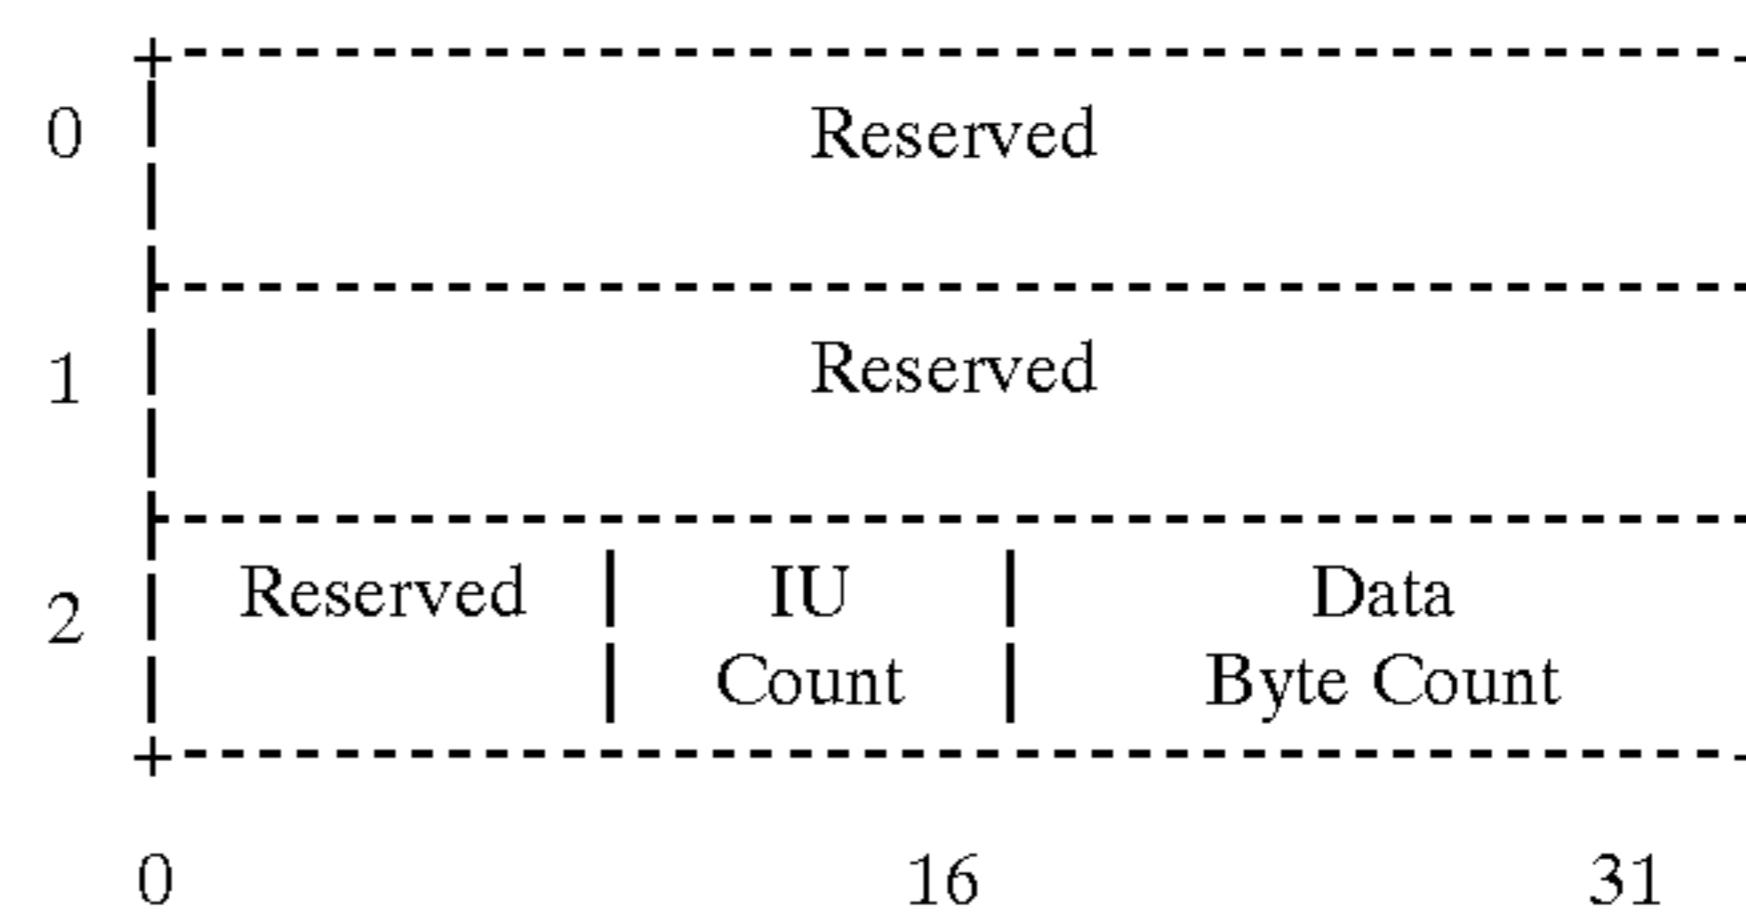 0 Reserved
1 Reserved
2 Reserved | IU | Data
| Count | Byte Count
0 16 31